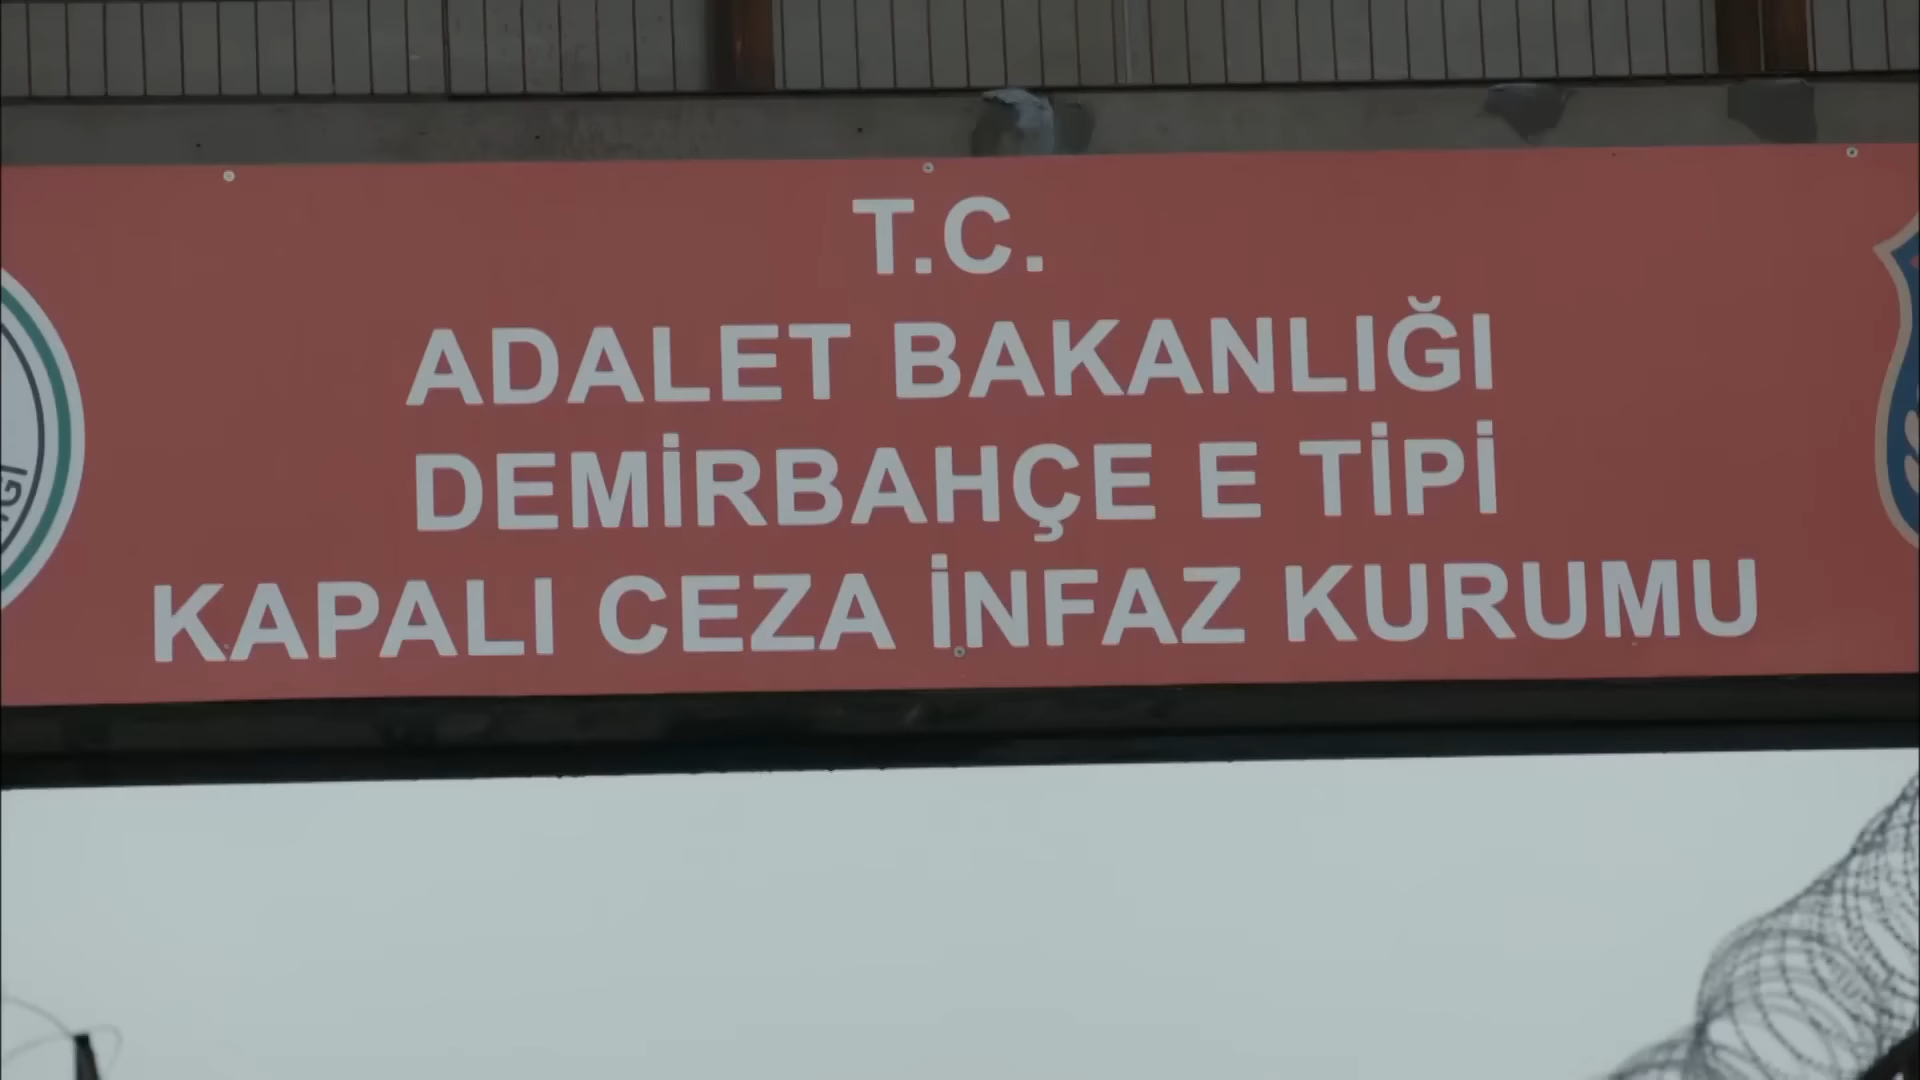 T.C.
ADALET BAKANLIĞI
DEMİRBAHÇE E TİPİ
KAPALI CEZA İNFAZ KURUMU